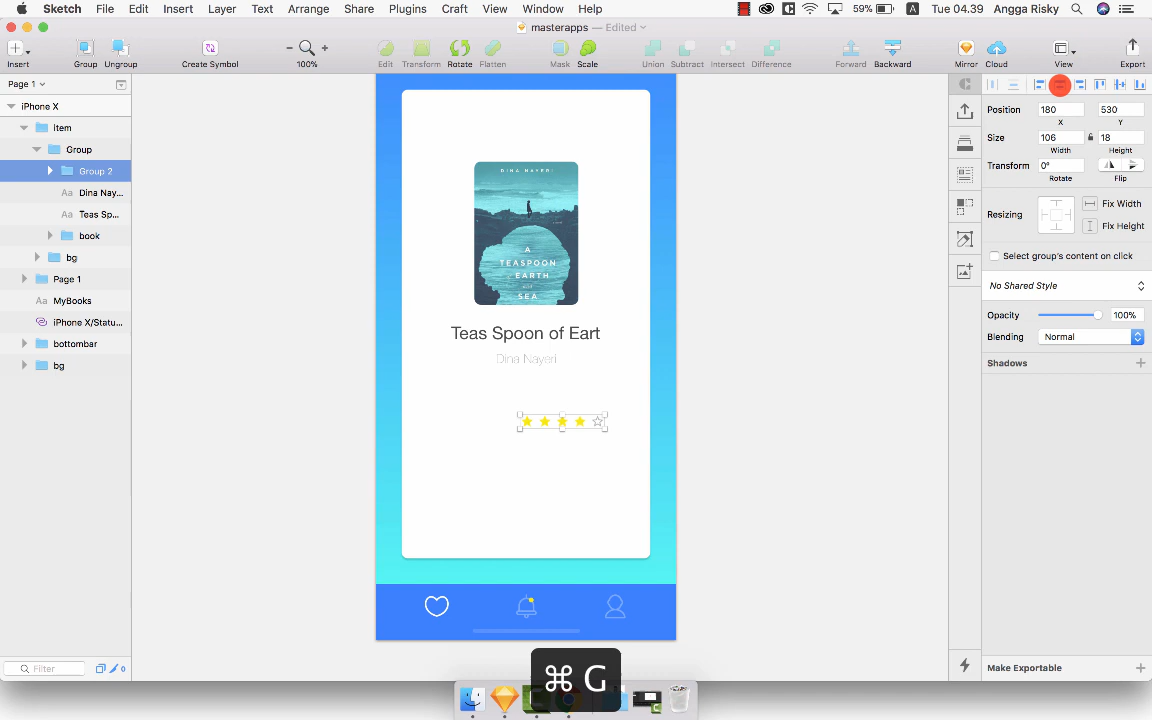 Sketch File Edit Insert Layer Text Arrange Share Plugins Craft View Window Help 59% A Tue 04.39 Angga Risky
masterapps — Edited
Insert Group Ungroup Create Symbol 100% Edit Transform Rotate Flatten Mask Scale Union Subtract Intersect Difference Forward Backward Mirror Cloud View Export
Page 1
iPhone X
Item
Group
Group 2
Aa Dina Nay...
Aa Teas Sp...
book
bg
Page 1
Aa MyBooks
iPhone X/Statu...
bottombar
bg
Filter
0
DINA NAYERI
A
TEASPOON
OF
EARTH
AND
SEA
Teas Spoon of Eart
Dina Nayeri
⌘ G
Position 180 530
X Y
Size 106 18
Width Height
Transform 0°
Rotate Flip
Resizing Fix Width
Fix Height
Select group's content on click
No Shared Style
Opacity 100%
Blending Normal
Shadows
Make Exportable